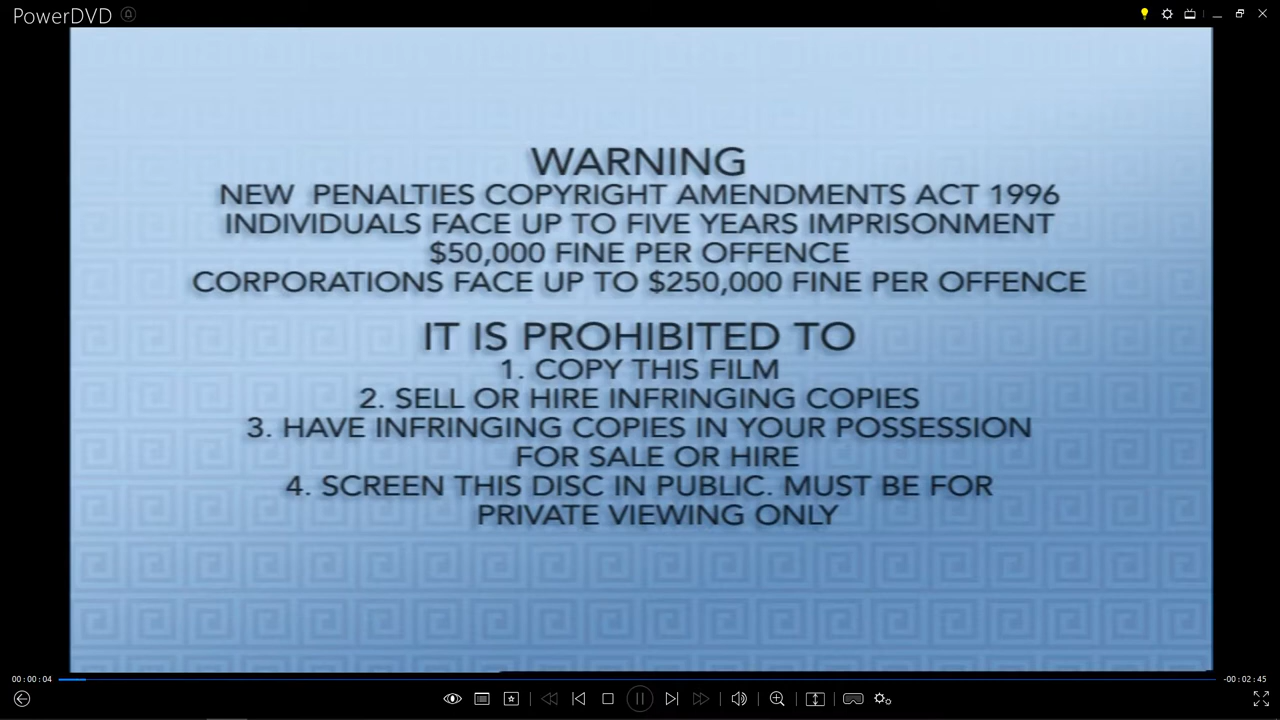 PowerDVD
WARNING
NEW PENALTIES COPYRIGHT AMENDMENTS ACT 1996
INDIVIDUALS FACE UP TO FIVE YEARS IMPRISONMENT
$50,000 FINE PER OFFENCE
CORPORATIONS FACE UP TO $250,000 FINE PER OFFENCE
IT IS PROHIBITED TO
1. COPY THIS FILM
2. SELL OR HIRE INFRINGING COPIES
3. HAVE INFRINGING COPIES IN YOUR POSSESSION
FOR SALE OR HIRE
4. SCREEN THIS DISC IN PUBLIC. MUST BE FOR
PRIVATE VIEWING ONLY
00:00:04
-00:02:45